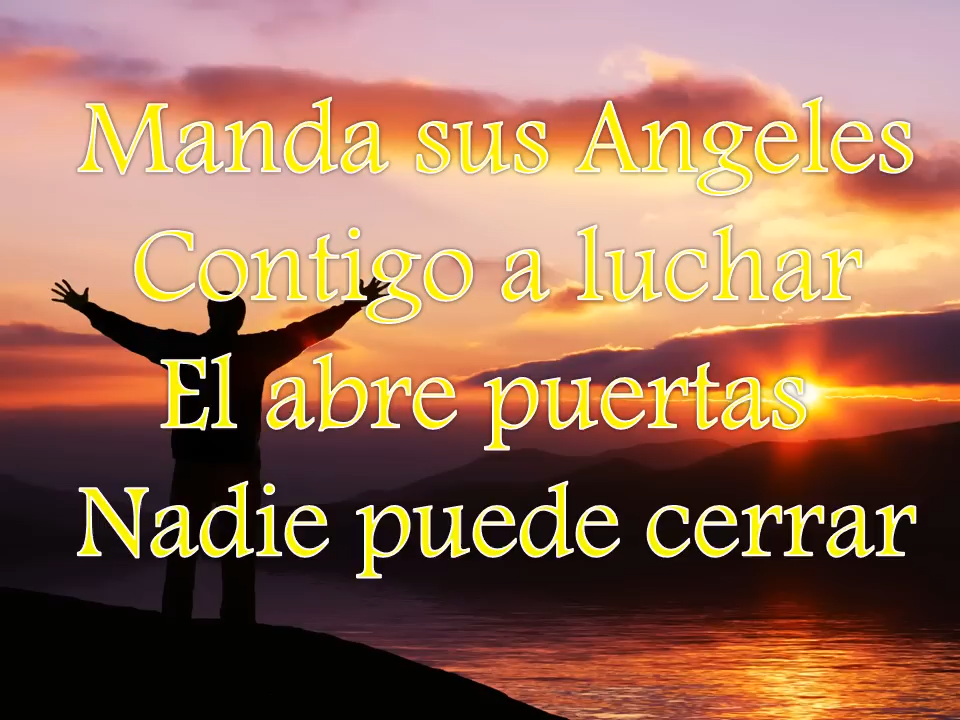 Manda sus Angeles
Contigo a luchar
El abre puertas
Nadie puede cerrar